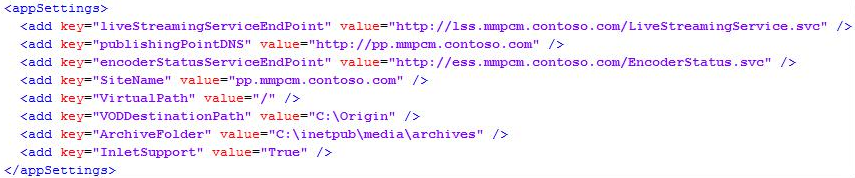 <appSettings>
<add key="liveStreamingServiceEndPoint" value="http://lss.mmpcm.contoso.com/LiveStreamingService.svc" />
<add key="publishingPointDNS" value="http://pp.mmpcm.contoso.com" />
<add key="encoderStatusServiceEndPoint" value="http://ess.mmpcm.contoso.com/EncoderStatus.svc" />
<add key="SiteName" value="pp.mmpcm.contoso.com" />
<add key="VirtualPath" value="/" />
<add key="VODDestinationPath" value="C:\Origin" />
<add key="ArchiveFolder" value="C:\inetpub\media\archives" />
<add key="InletSupport" value="True" />
</appSettings>